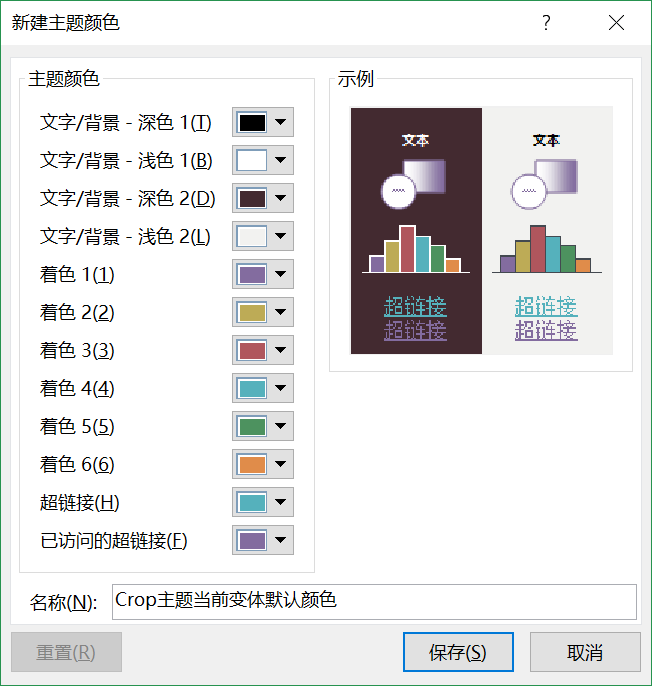 新建主题颜色
?
主题颜色
文字/背景 - 深色 1(T)
文字/背景 - 浅色 1(B)
文字/背景 - 深色 2(D)
文字/背景 - 浅色 2(L)
着色 1(1)
着色 2(2)
着色 3(3)
着色 4(4)
着色 5(5)
着色 6(6)
超链接(H)
已访问的超链接(F)
示例
文本 文本
超链接 超链接
超链接 超链接
名称(N): Crop主题当前变体默认颜色
重置(R) 保存(S) 取消